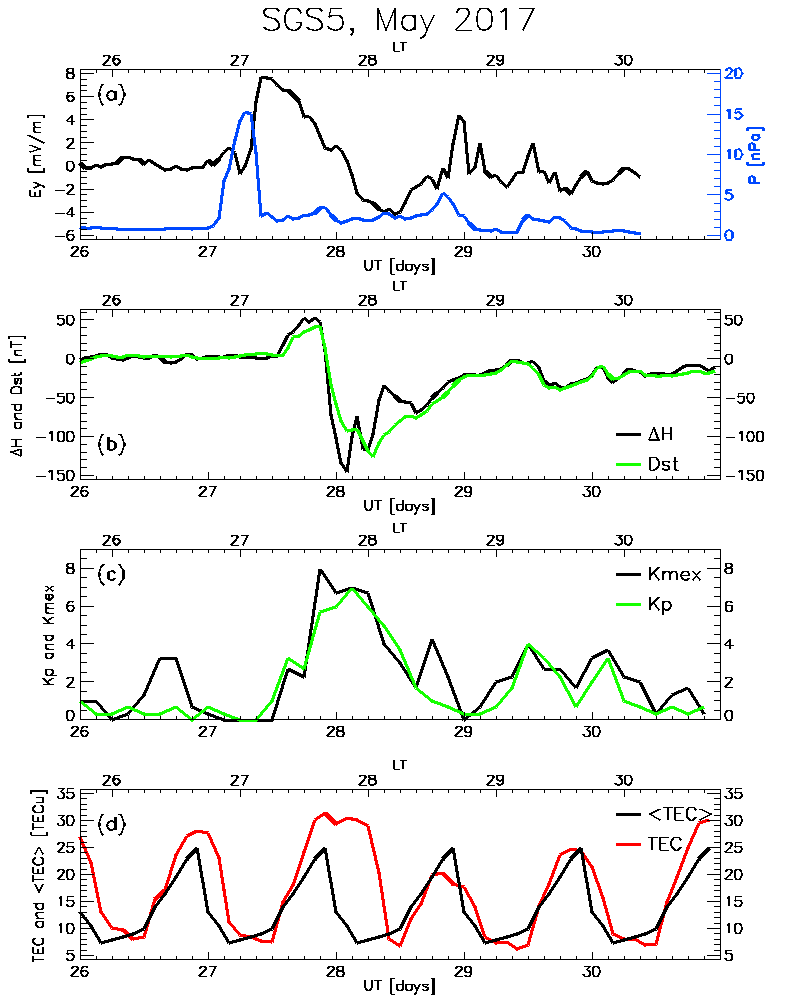 SGS5, May 2017
LT
26 27 28 29 30
8 20
(a)
6
15
4
2 10
0
-2 5
-4
-6 0
Ey [mV/m]
P [nPa]
26 27 28 29 30
UT [days]
LT
26 27 28 29 30
50 50
0 0
-50 -50
-100 -100
-150 -150
ΔH and Dst [nT]
(b)
ΔH
Dst
26 27 28 29 30
UT [days]
LT
26 27 28 29 30
8 8
6 6
4 4
2 2
0 0
Kp and Kmex
(c)
Kmex
Kp
26 27 28 29 30
LT
26 27 28 29 30
35 35
30 30
25 25
20 20
15 15
10 10
5 5
TEC and <TEC> [TECu]
(d)
<TEC>
TEC
26 27 28 29 30
UT [days]